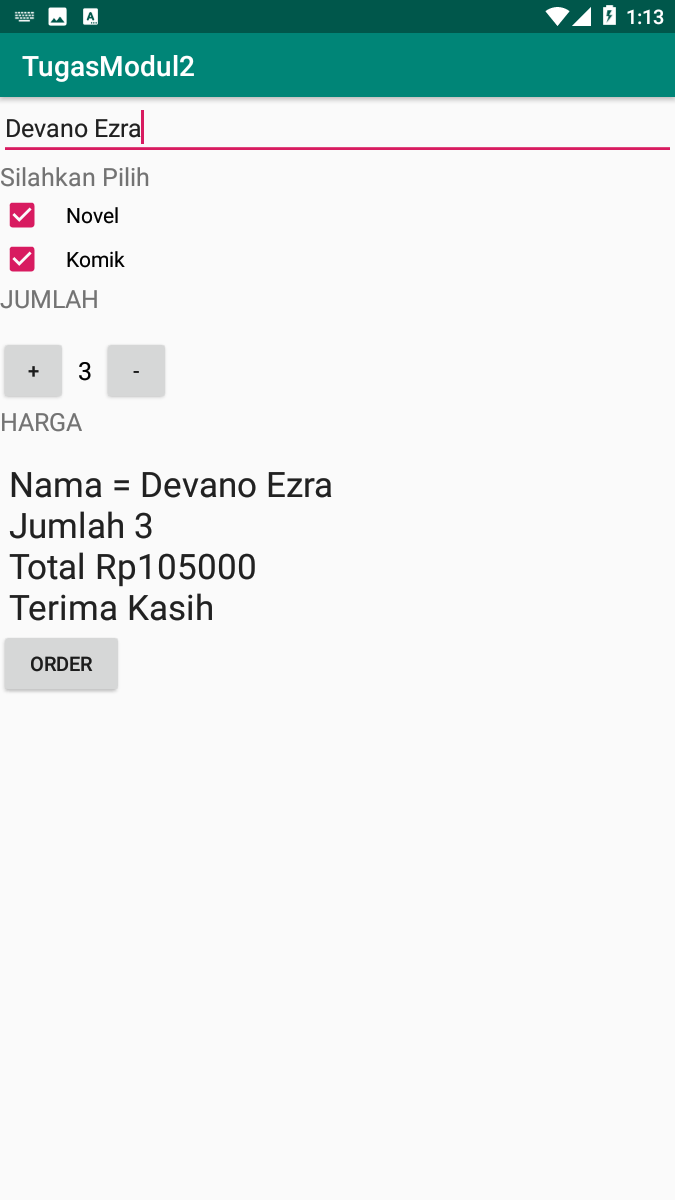 1:13
TugasModul2
Devano Ezra
Silahkan Pilih
Novel
Komik
JUMLAH
+ 3 -
HARGA
Nama = Devano Ezra
Jumlah 3
Total Rp105000
Terima Kasih
ORDER